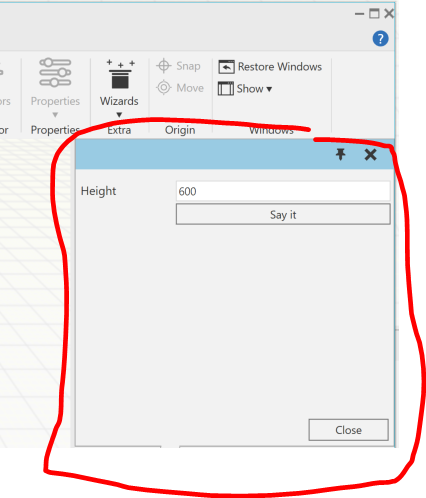 ?
Snap
Restore Windows
ors
Properties
Wizards
Move
Show
or
Properties
Extra
Origin
Windows
Height
600
Say it
Close